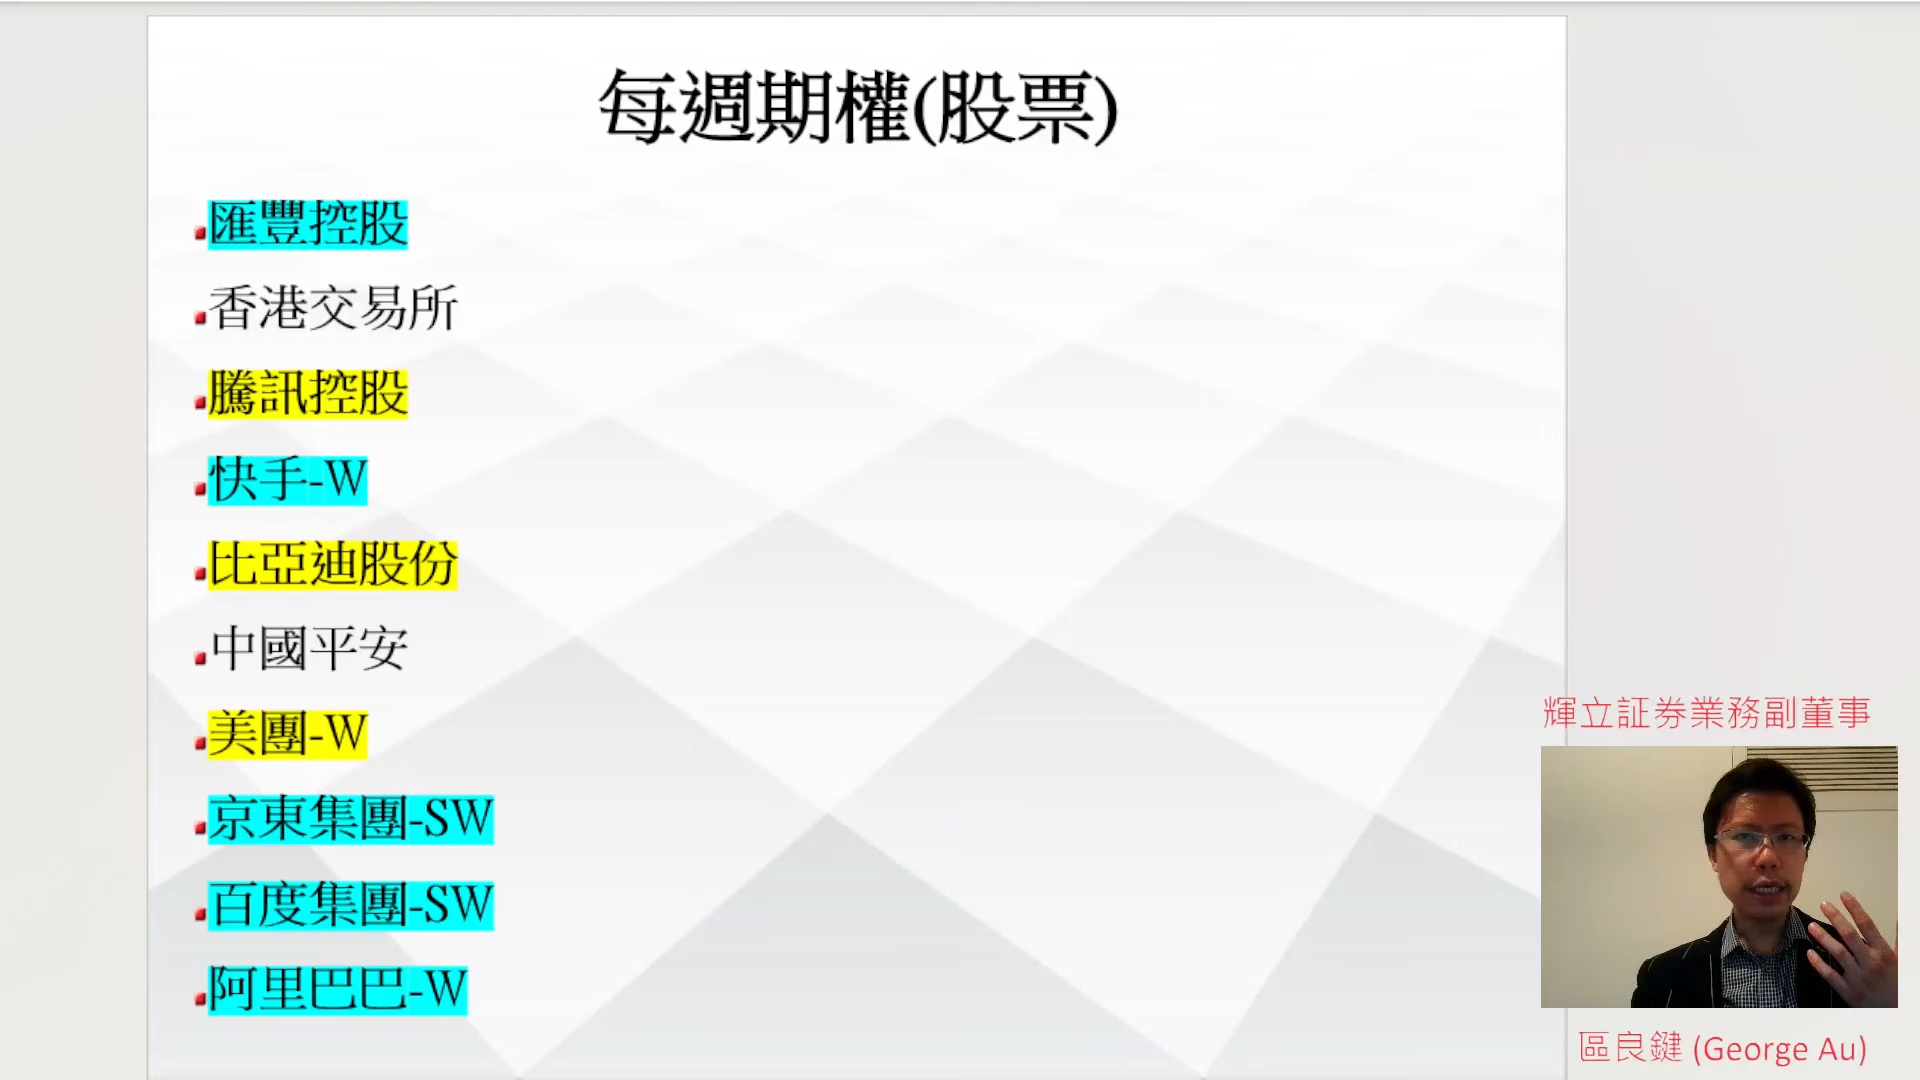 每週期權(股票)
匯豐控股
香港交易所
騰訊控股
快手-W
比亞迪股份
中國平安
美團-W
京東集團-SW
百度集團-SW
阿里巴巴-W
輝立証券業務副董事
區良鍵 (George Au)